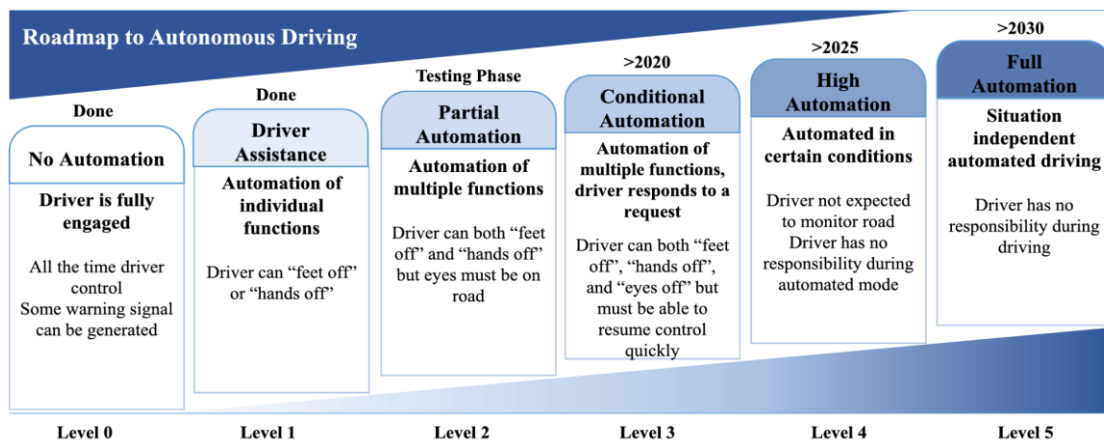 Roadmap to Autonomous Driving
Done
No Automation
Driver is fully
engaged
All the time driver
control
Some warning signal
can be generated
Level 0
Done
Driver
Assistance
Automation of
individual
functions
Driver can “feet off”
or “hands off”
Level 1
Testing Phase
Partial
Automation
Automation of
multiple functions
Driver can both “feet
off” and “hands off”
but eyes must be on
road
Level 2
>2020
Conditional
Automation
Automation of
multiple functions,
driver responds to a
request
Driver can both “feet
off”, “hands off”,
and “eyes off” but
must be able to
resume control
quickly
Level 3
>2025
High
Automation
Automated in
certain conditions
Driver not expected
to monitor road
Driver has no
responsibility during
automated mode
Level 4
>2030
Full
Automation
Situation
independent
automated driving
Driver has no
responsibility during
driving
Level 5